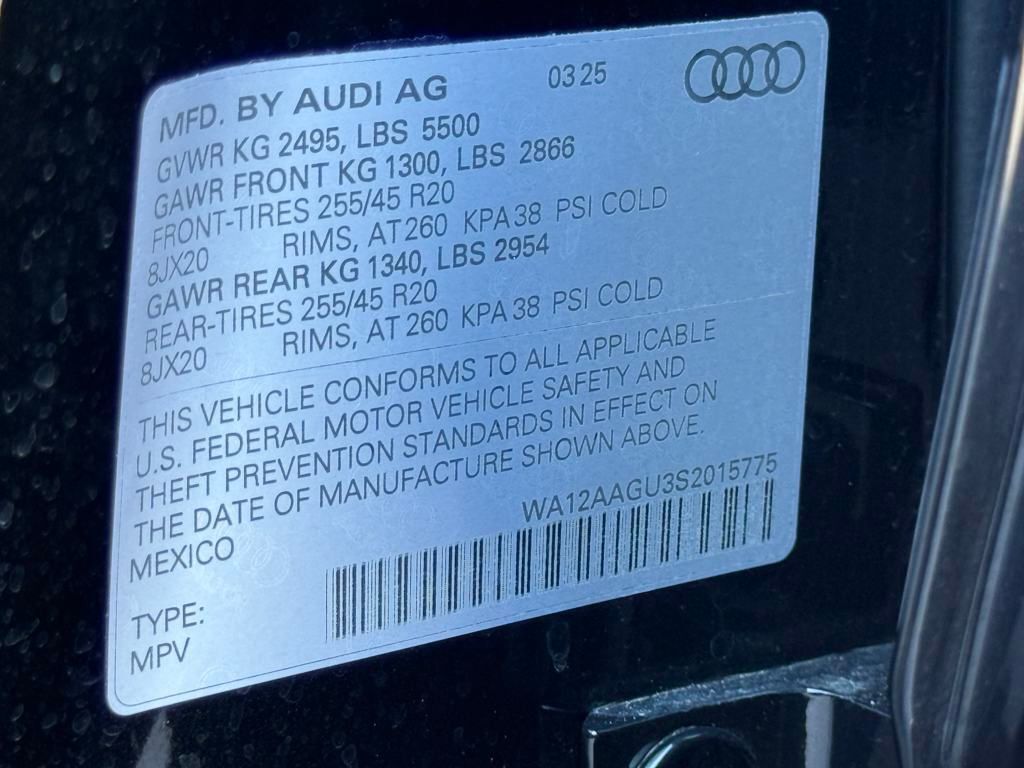 MFD. BY AUDI AG 03 25
GVWR KG 2495, LBS 5500
GAWR FRONT KG 1300, LBS 2866
FRONT-TIRES 255/45 R20
8JX20 RIMS, AT 260 KPA 38 PSI COLD
GAWR REAR KG 1340, LBS 2954
REAR-TIRES 255/45 R20
8JX20 RIMS, AT 260 KPA 38 PSI COLD
THIS VEHICLE CONFORMS TO ALL APPLICABLE
U.S. FEDERAL MOTOR VEHICLE SAFETY AND
THEFT PREVENTION STANDARDS IN EFFECT ON
THE DATE OF MANUFACTURE SHOWN ABOVE.
MEXICO WA12AAGU3S2015775
TYPE:
MPV